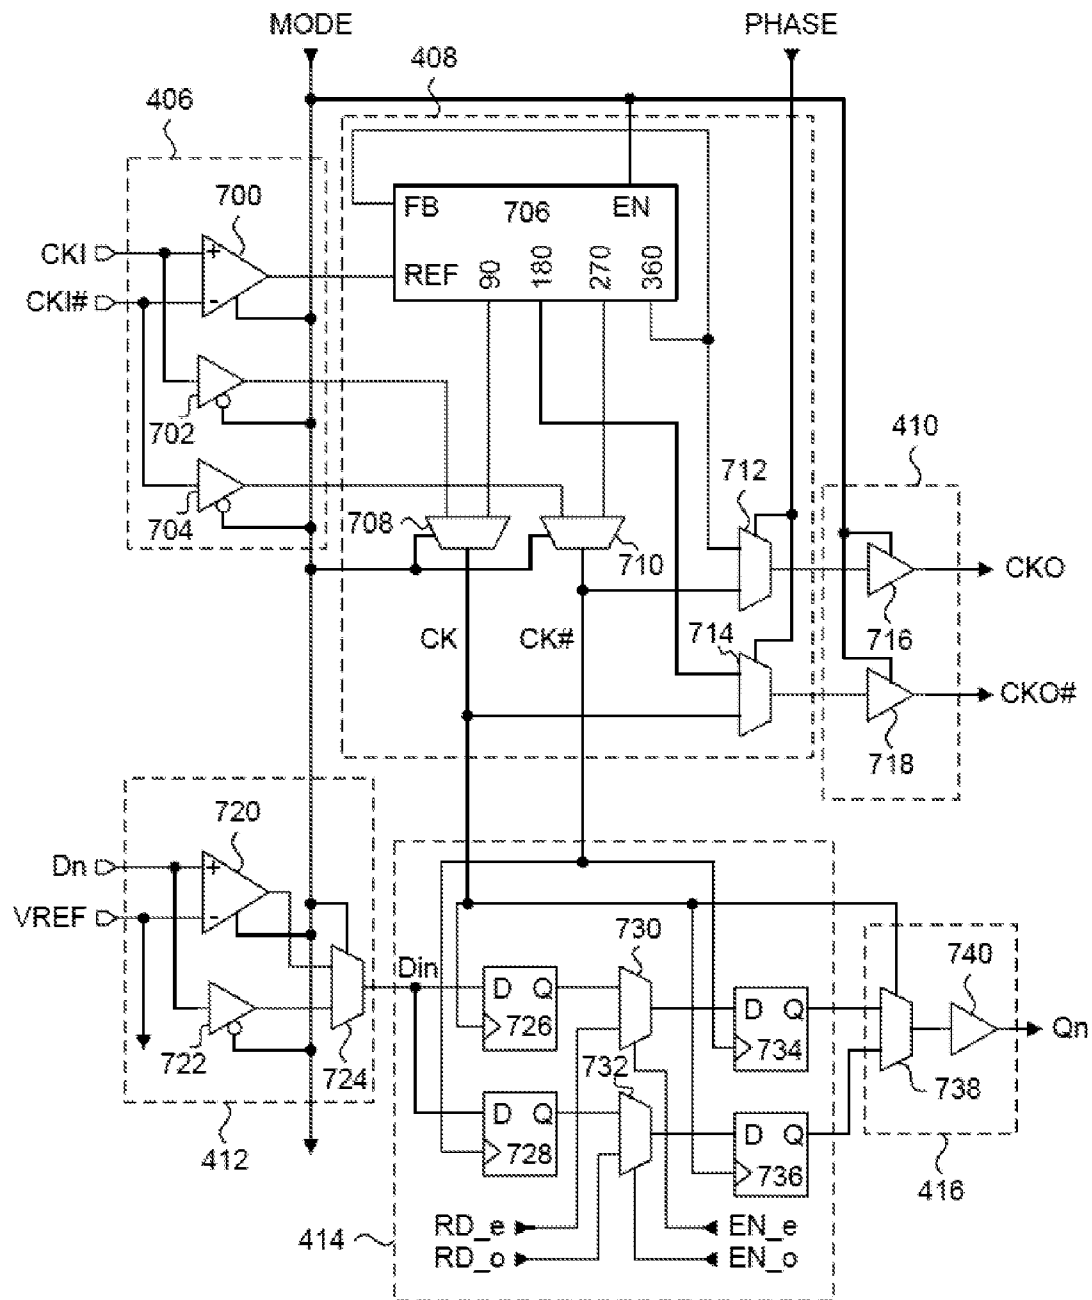 MODE PHASE
408
406
700
FB 706 EN
CKI +
REF 90 180 270 360
CKI# -
702
410
712
704 708
710
CKO
CK CK# 714 716
CKO#
718
720
Dn +
VREF - 730 740
Din
D Q
726 D Q Qn
722 732 734
724 D Q 738
728 D Q
412 736 416
RD_e EN_e
414 RD_o EN_o